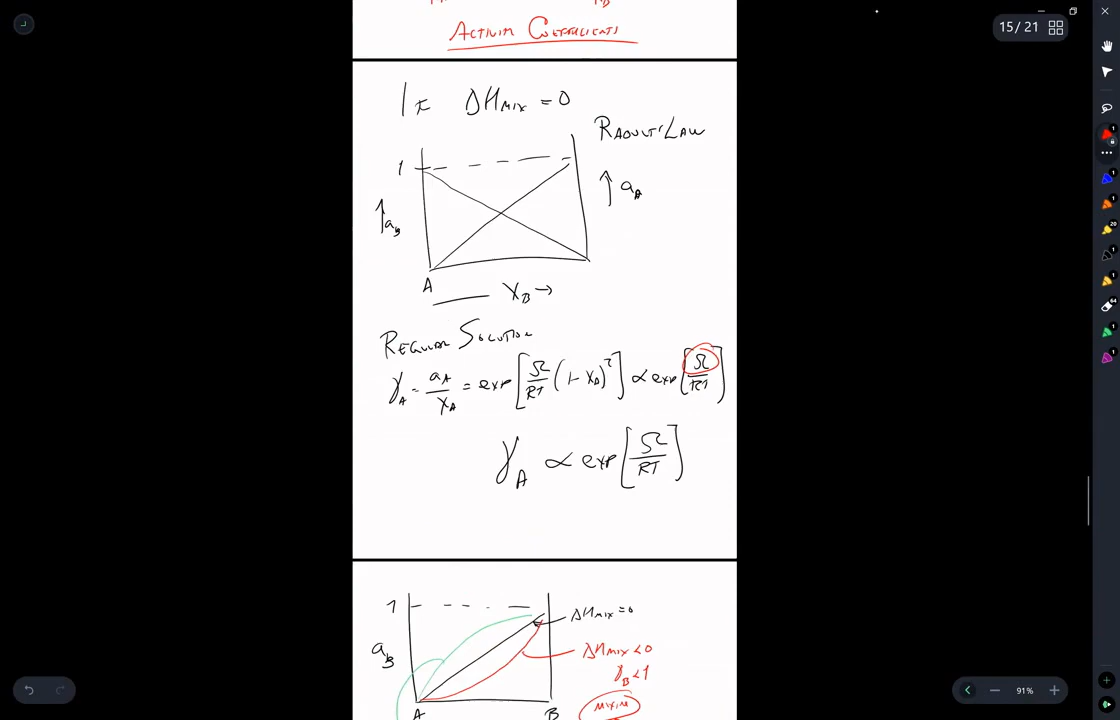 ACTIVITY COEFFICIENTS
15 / 21
If ΔHmix = 0
RAOULT'S LAW
1
↑ aB
↑ aA
A
XB →
REGULAR SOLUTION
γA = aA/XA = exp[Ω/RT (1-XA)²] ∝ exp[Ω/RT]
γA ∝ exp[Ω/RT]
1
ΔHmix = 0
aB
ΔHmix < 0
γB < 1
A
B
91%